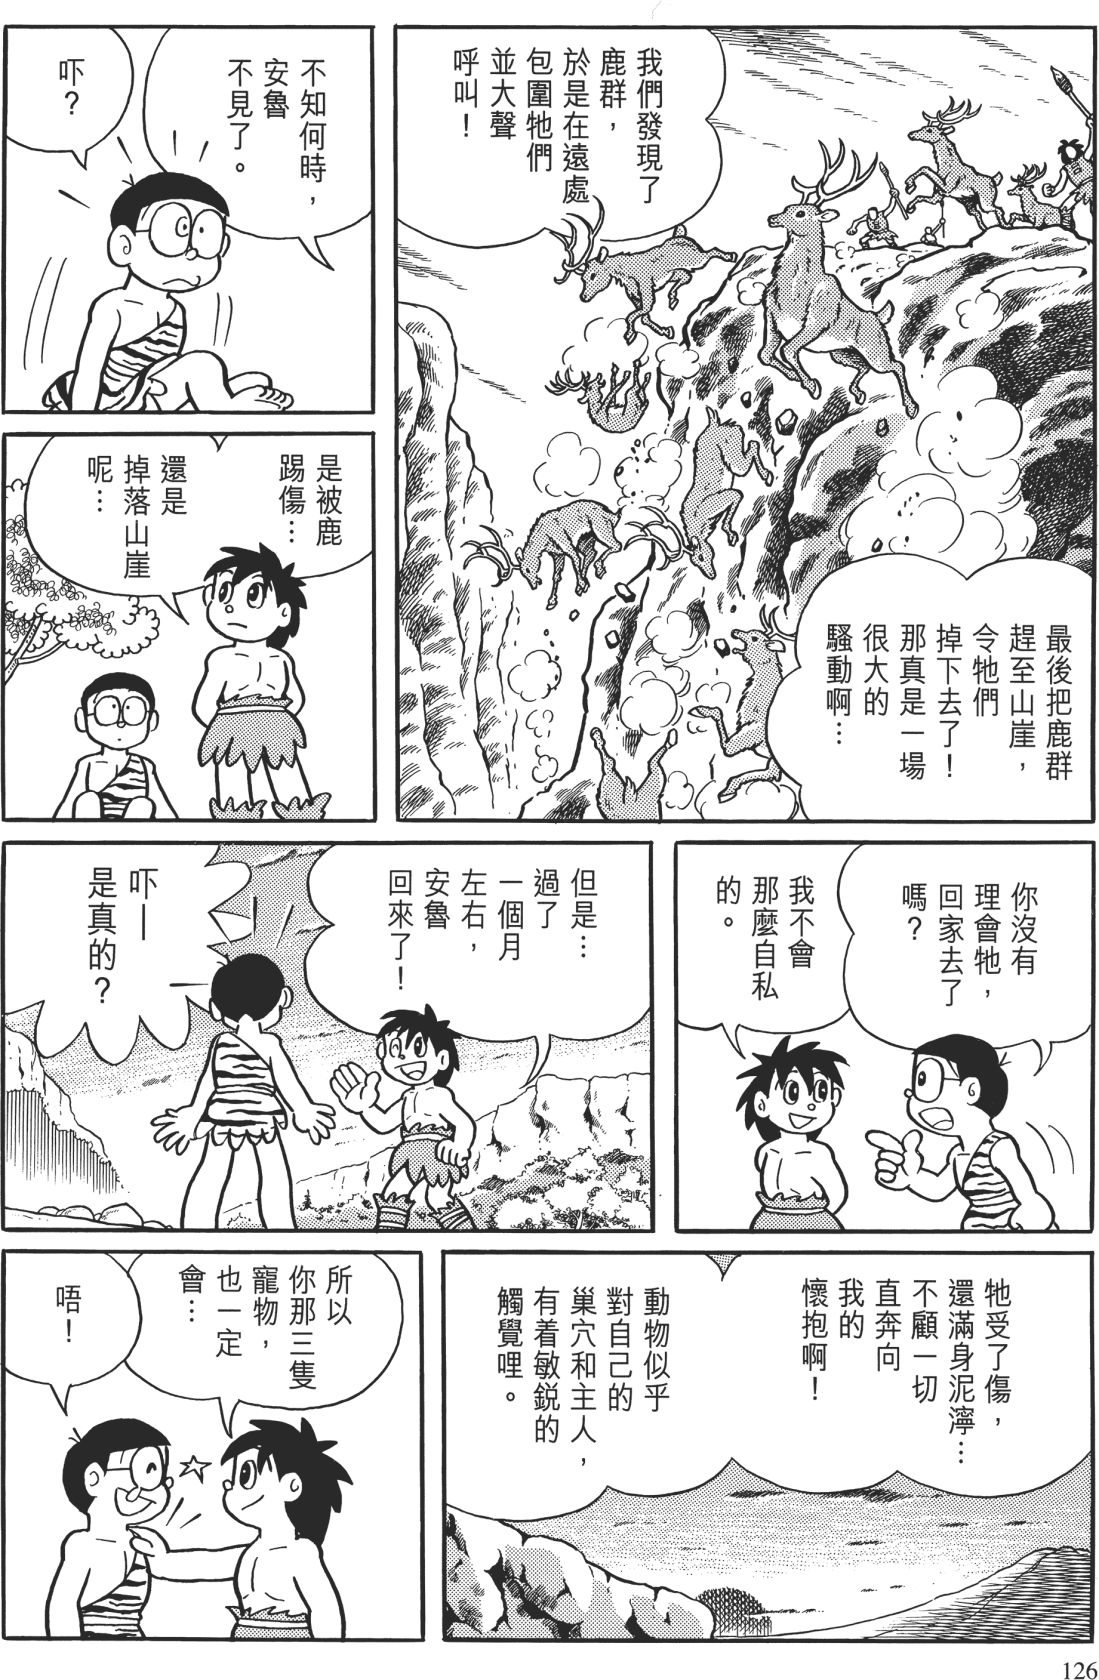 我們發現了
鹿群，
於是在遠處
包圍牠們
並大聲
呼叫！
最後把鹿群
趕至山崖，
令牠們
掉下去了！
那真是一場
很大的
騷動啊…
不知何時，
安魯
不見了。
吓？
是被鹿
踢傷…
還是
掉落山崖
呢…
你沒有
理會牠，
回家去了
嗎？
我不會
那麼自私
的。
但是…
過了
一個月
左右，
安魯
回來了！
吓—
是真的？
牠受了傷，
還滿身泥濘…
不顧一切
直奔向
我的
懷抱啊！
動物似乎
對自己的
巢穴和主人，
有着敏銳的
觸覺哩。
所以
你那三隻
寵物，
也一定
會…
唔！
126